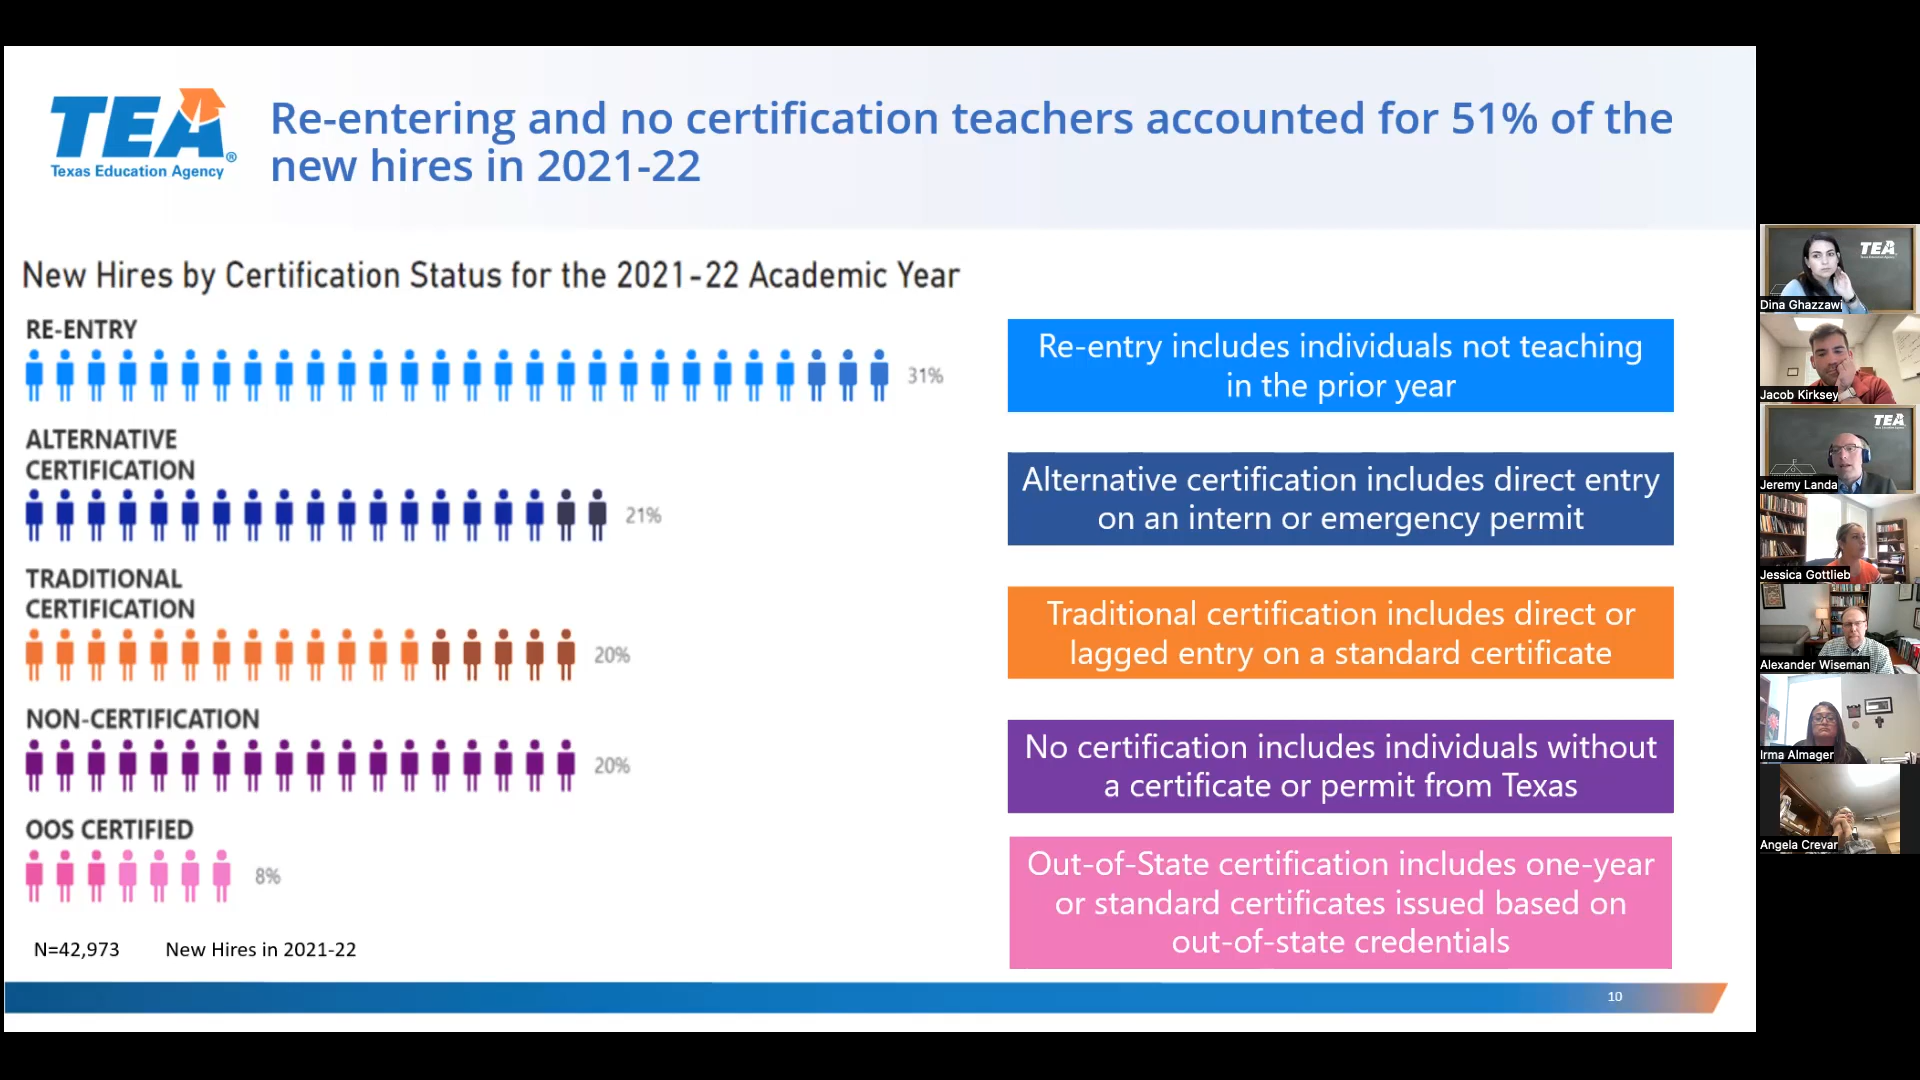 TEA
Texas Education Agency
Re-entering and no certification teachers accounted for 51% of the
new hires in 2021-22
New Hires by Certification Status for the 2021-22 Academic Year
RE-ENTRY
31%
ALTERNATIVE
CERTIFICATION
21%
TRADITIONAL
CERTIFICATION
20%
NON-CERTIFICATION
20%
OOS CERTIFIED
8%
N=42,973 New Hires in 2021-22
Re-entry includes individuals not teaching
in the prior year
Alternative certification includes direct entry
on an intern or emergency permit
Traditional certification includes direct or
lagged entry on a standard certificate
No certification includes individuals without
a certificate or permit from Texas
Out-of-State certification includes one-year
or standard certificates issued based on
out-of-state credentials
10
TEA
Dina Ghazzawi
Jacob Kirksey
TEA
Jeremy Landa
Jessica Gottlieb
Alexander Wiseman
Irma Almager
Angela Crevar